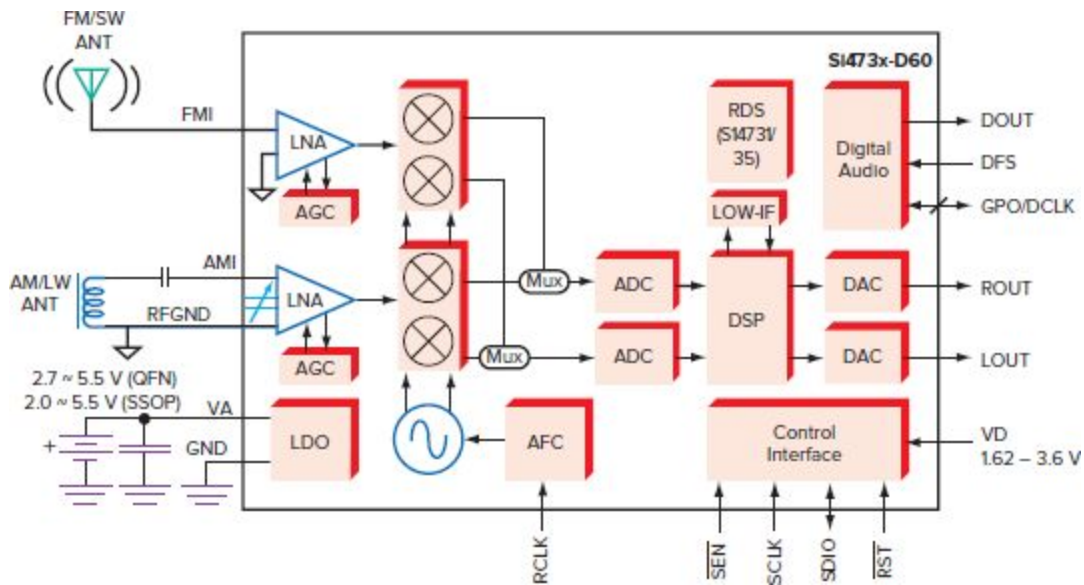 FM/SW
ANT
Si473x-D60
FMI
LNA
AGC
RDS
(S14731/
35)
Digital
Audio
DOUT
DFS
GPO/DCLK
LOW-IF
AM/LW
ANT
AMI
RFGND
LNA
AGC
Mux
Mux
ADC
ADC
DSP
DAC
DAC
ROUT
LOUT
2.7 ~ 5.5 V (QFN)
2.0 ~ 5.5 V (SSOP)
VA
+
GND
LDO
AFC
Control
Interface
VD
1.62 – 3.6 V
RCLK
SEN
SCLK
SDIO
RST